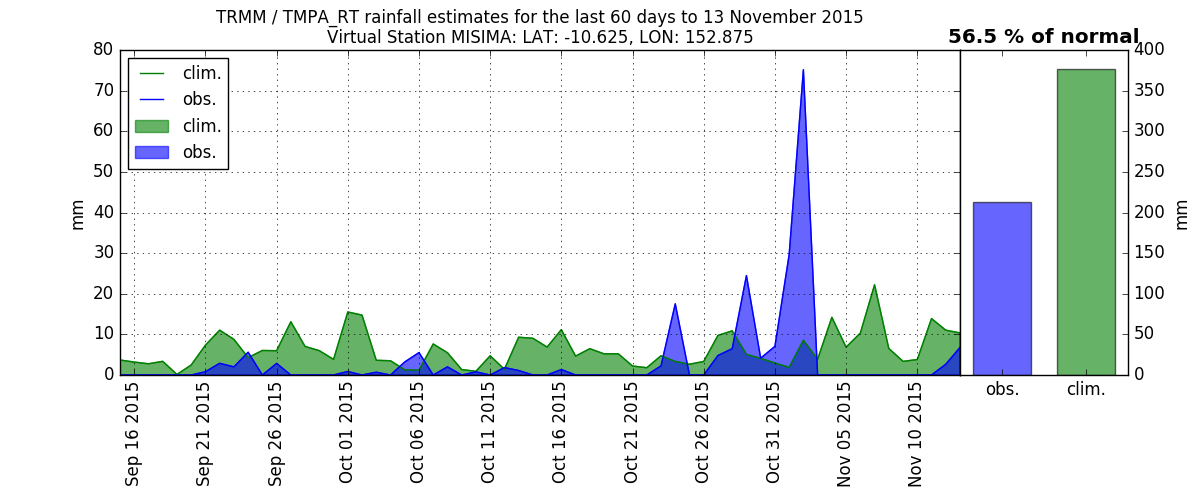 TRMM / TMPA_RT rainfall estimates for the last 60 days to 13 November 2015
Virtual Station MISIMA: LAT: -10.625, LON: 152.875
56.5 % of normal
clim.
obs.
clim.
obs.
80
70
60
50
40
30
20
10
0
mm
Sep 16 2015
Sep 21 2015
Sep 26 2015
Oct 01 2015
Oct 06 2015
Oct 11 2015
Oct 16 2015
Oct 21 2015
Oct 26 2015
Oct 31 2015
Nov 05 2015
Nov 10 2015
obs.
clim.
400
350
300
250
200
150
100
50
0
mm